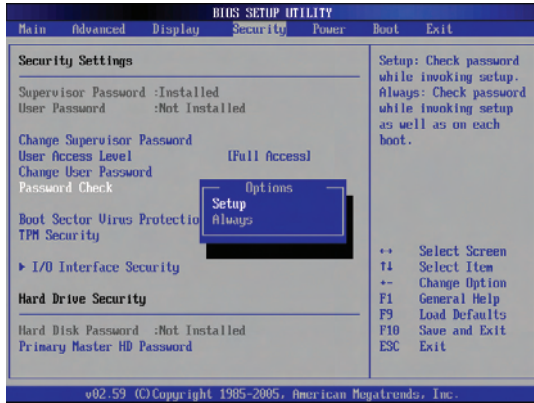 BIOS SETUP UTILITY
Main Advanced Display Security Power Boot Exit
Security Settings
Supervisor Password :Installed
User Password :Not Installed
Change Supervisor Password
User Access Level [Full Access]
Change User Password
Password Check
Options
Setup
Always
Boot Sector Virus Protectio
TPM Security
► I/O Interface Security
Hard Drive Security
Hard Disk Password :Not Installed
Primary Master HD Password
Setup: Check password
while invoking setup.
Always: Check password
while invoking setup
as well as on each
boot.
↔ Select Screen
↑↓ Select Item
+- Change Option
F1 General Help
F9 Load Defaults
F10 Save and Exit
ESC Exit
v02.59 (C)Copyright 1985-2005, American Megatrends, Inc.